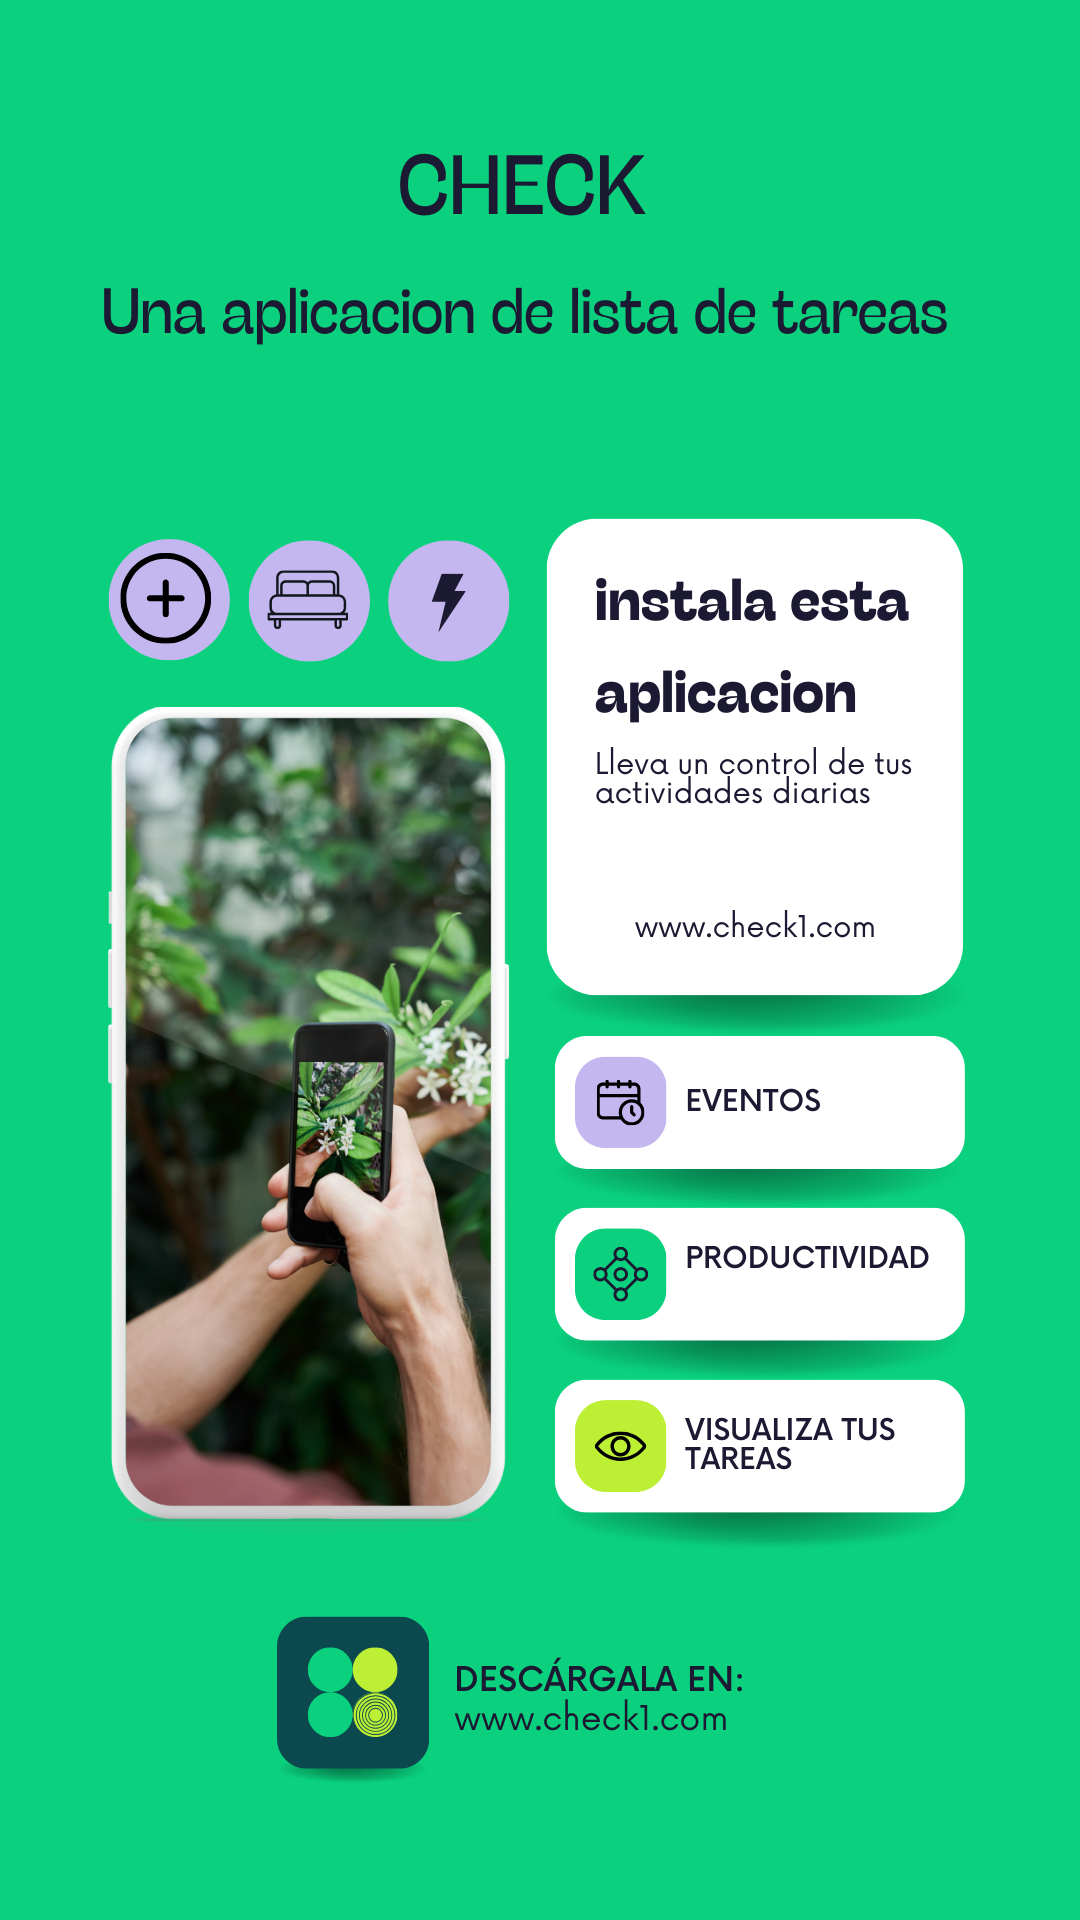 CHECK
Una aplicacion de lista de tareas
instala esta
aplicacion
Lleva un control de tus
actividades diarias
www.check1.com
EVENTOS
PRODUCTIVIDAD
VISUALIZA TUS
TAREAS
DESCÁRGALA EN:
www.check1.com